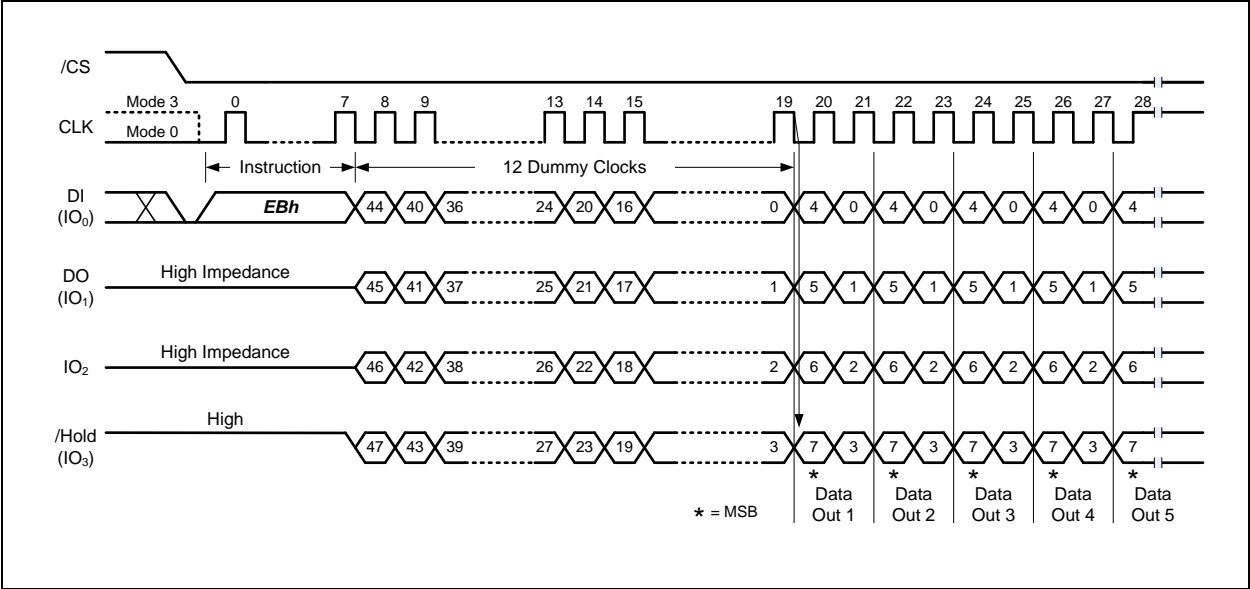 /CS
Mode 3 0 7 8 9 13 14 15 19 20 21 22 23 24 25 26 27 28
CLK
Mode 0
Instruction 12 Dummy Clocks
DI
(IO₀)
EBh 44 40 36 24 20 16 0 4 0 4 0 4 0 4 0 4
High Impedance
DO
(IO₁)
45 41 37 25 21 17 1 5 1 5 1 5 1 5 1 5
High Impedance
IO₂ 46 42 38 26 22 18 2 6 2 6 2 6 2 6 2 6
High
/Hold
(IO₃)
47 43 39 27 23 19 3 7 3 7 3 7 3 7 3 7
* * * * *
Data Out 1
Data Out 2
Data Out 3
Data Out 4
Data Out 5
* = MSB